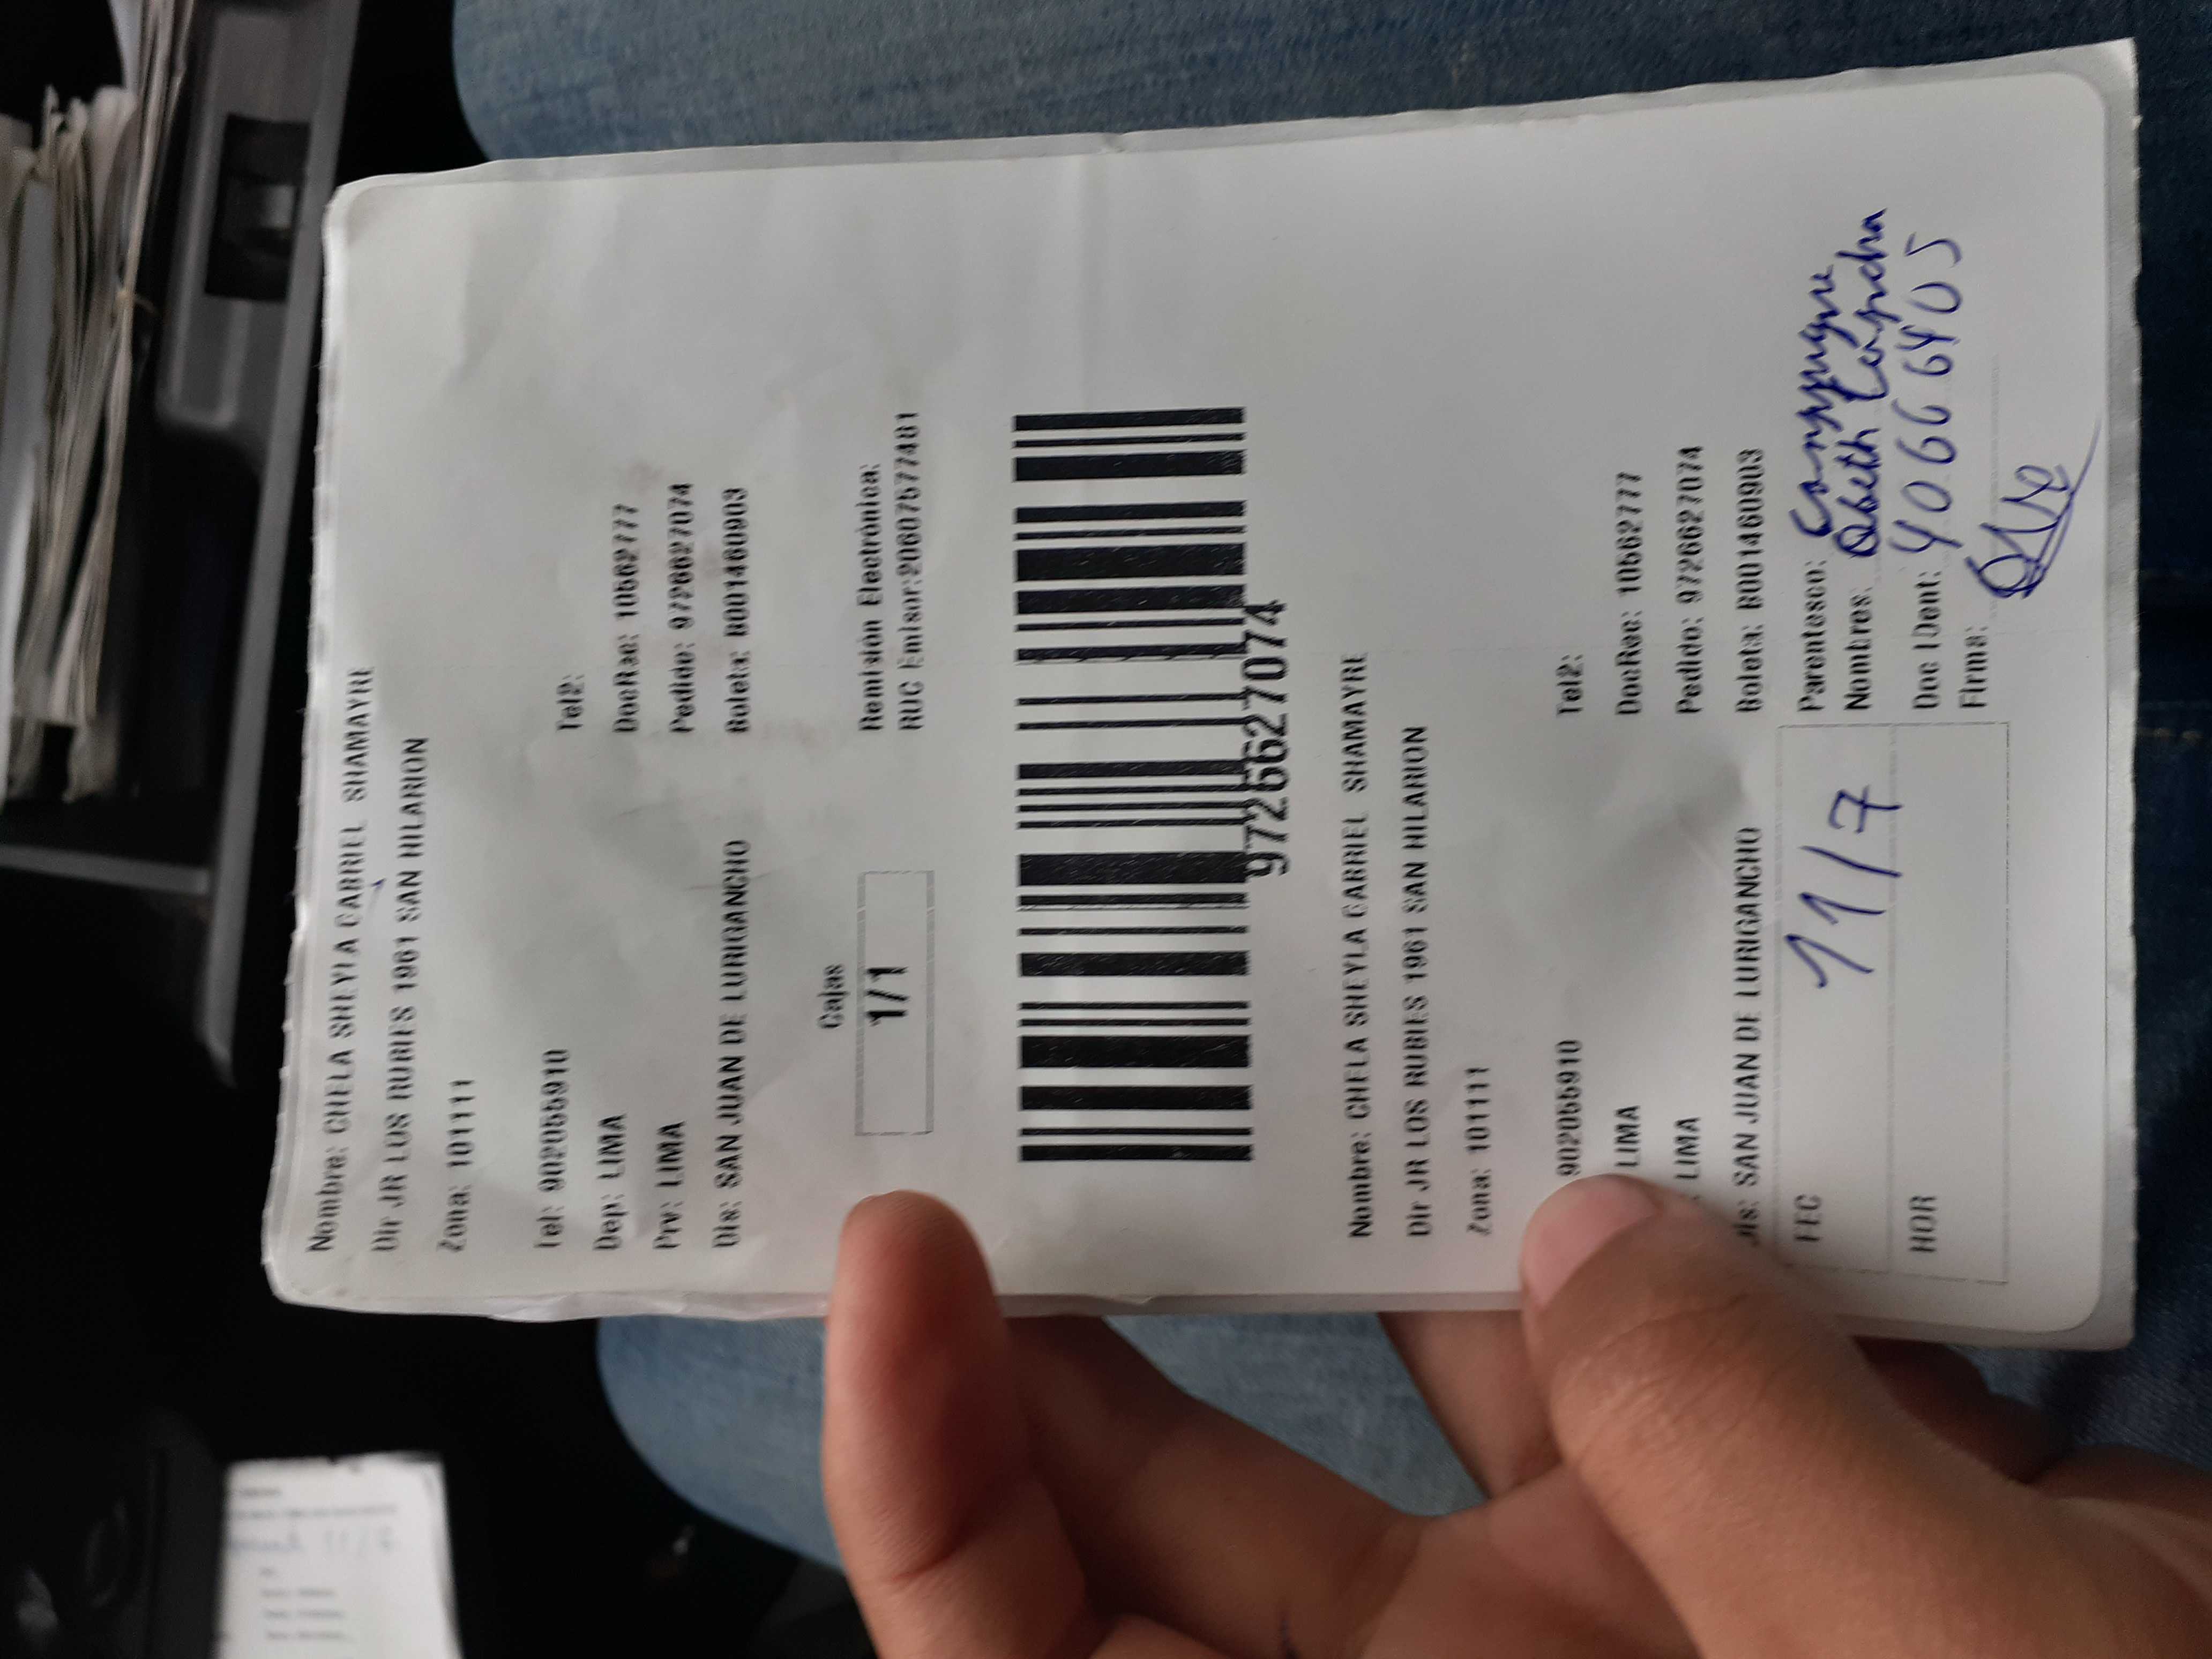 Nombre: CHELA SHEYLA GABRIEL SHAMAYRE
Dir JR LOS RUBIES 1961 SAN HILARION
Zona: 101111
Tel: 902055910
Tel2:
Dep: LIMA
DocRae: 10562777
Prv: LIMA
Pedido: 9726627074
Dis: SAN JUAN DE LURIGANCHO
Boleta: B001460903
Cajas
1/1
Remisión Electrónica:
RUC Emisor:20607577481
9726627074
Nombre: CHELA SHEYLA GABRIEL SHAMAYRE
Dir JR LOS RUBIES 1961 SAN HILARION
Zona: 101111
902055910
Tel2:
LIMA
DocRae: 10562777
LIMA
Pedido: 9726627074
SAN JUAN DE LURIGANCHO
Boleta: B001460903
FEC 11/7
HOR
Parentesco:
Nombres: Obeth
Doc IDent: 40666405
Firma: